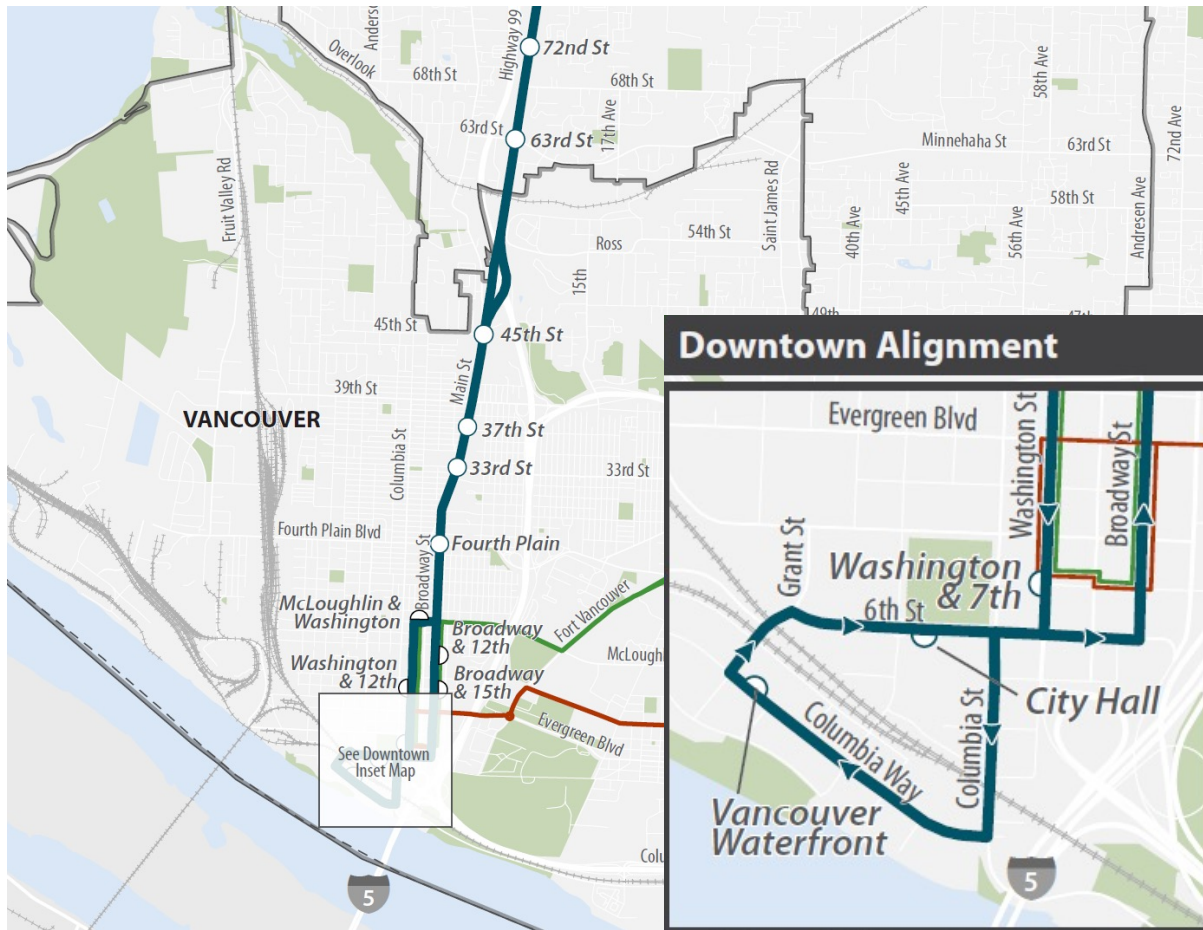 Anders
Overlook
Highway 99
72nd St
68th St
68th St
58th Ave
72nd Ave
63rd St
63rd St
17th Ave
Minnehaha St
63rd St
Fruit Valley Rd
Saint James Rd
45th Ave
58th St
40th Ave
56th Ave
Andresen Ave
Ross
54th St
15th
49th
47th
45th St
45th St
Main St
39th St
VANCOUVER
Columbia St
37th St
33rd St
33rd St
Fourth Plain Blvd
Fourth Plain
Broadway St
McLoughlin &
Washington
Fort Vancouver
Broadway
& 12th
McLough
Washington
& 12th
Broadway
& 15th
Evergreen Blvd
See Downtown
Inset Map
Colu
5
Downtown Alignment
Evergreen Blvd
Washington St
Broadway St
Grant St
Washington
& 7th
6th St
City Hall
Columbia St
Columbia Way
Vancouver
Waterfront
5